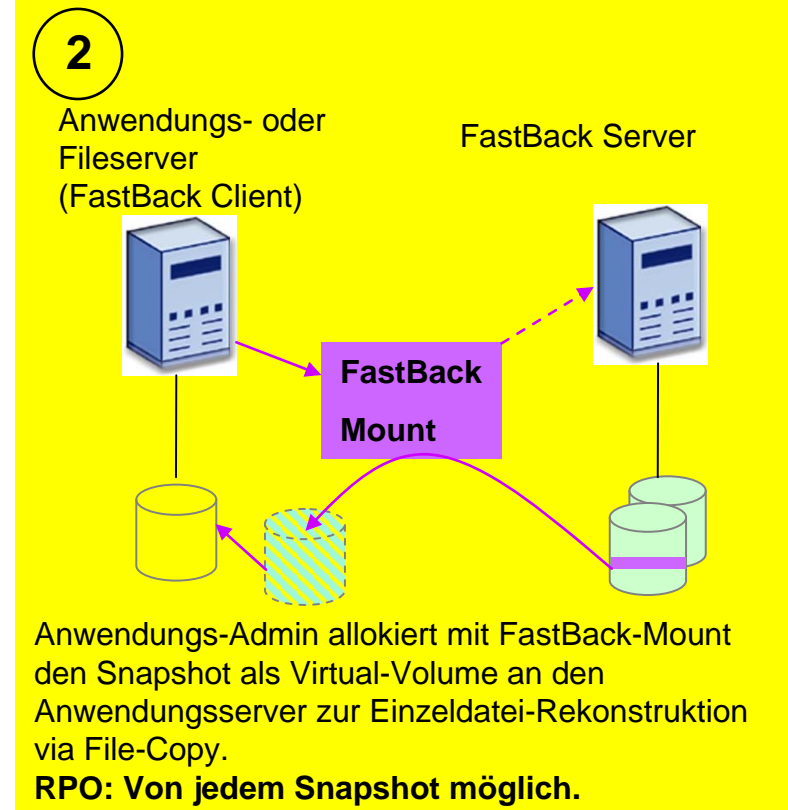 2
Anwendungs- oder
Fileserver
(FastBack Client)
FastBack Server
FastBack
Mount
Anwendungs-Admin allokiert mit FastBack-Mount
den Snapshot als Virtual-Volume an den
Anwendungsserver zur Einzeldatei-Rekonstruktion
via File-Copy.
RPO: Von jedem Snapshot möglich.